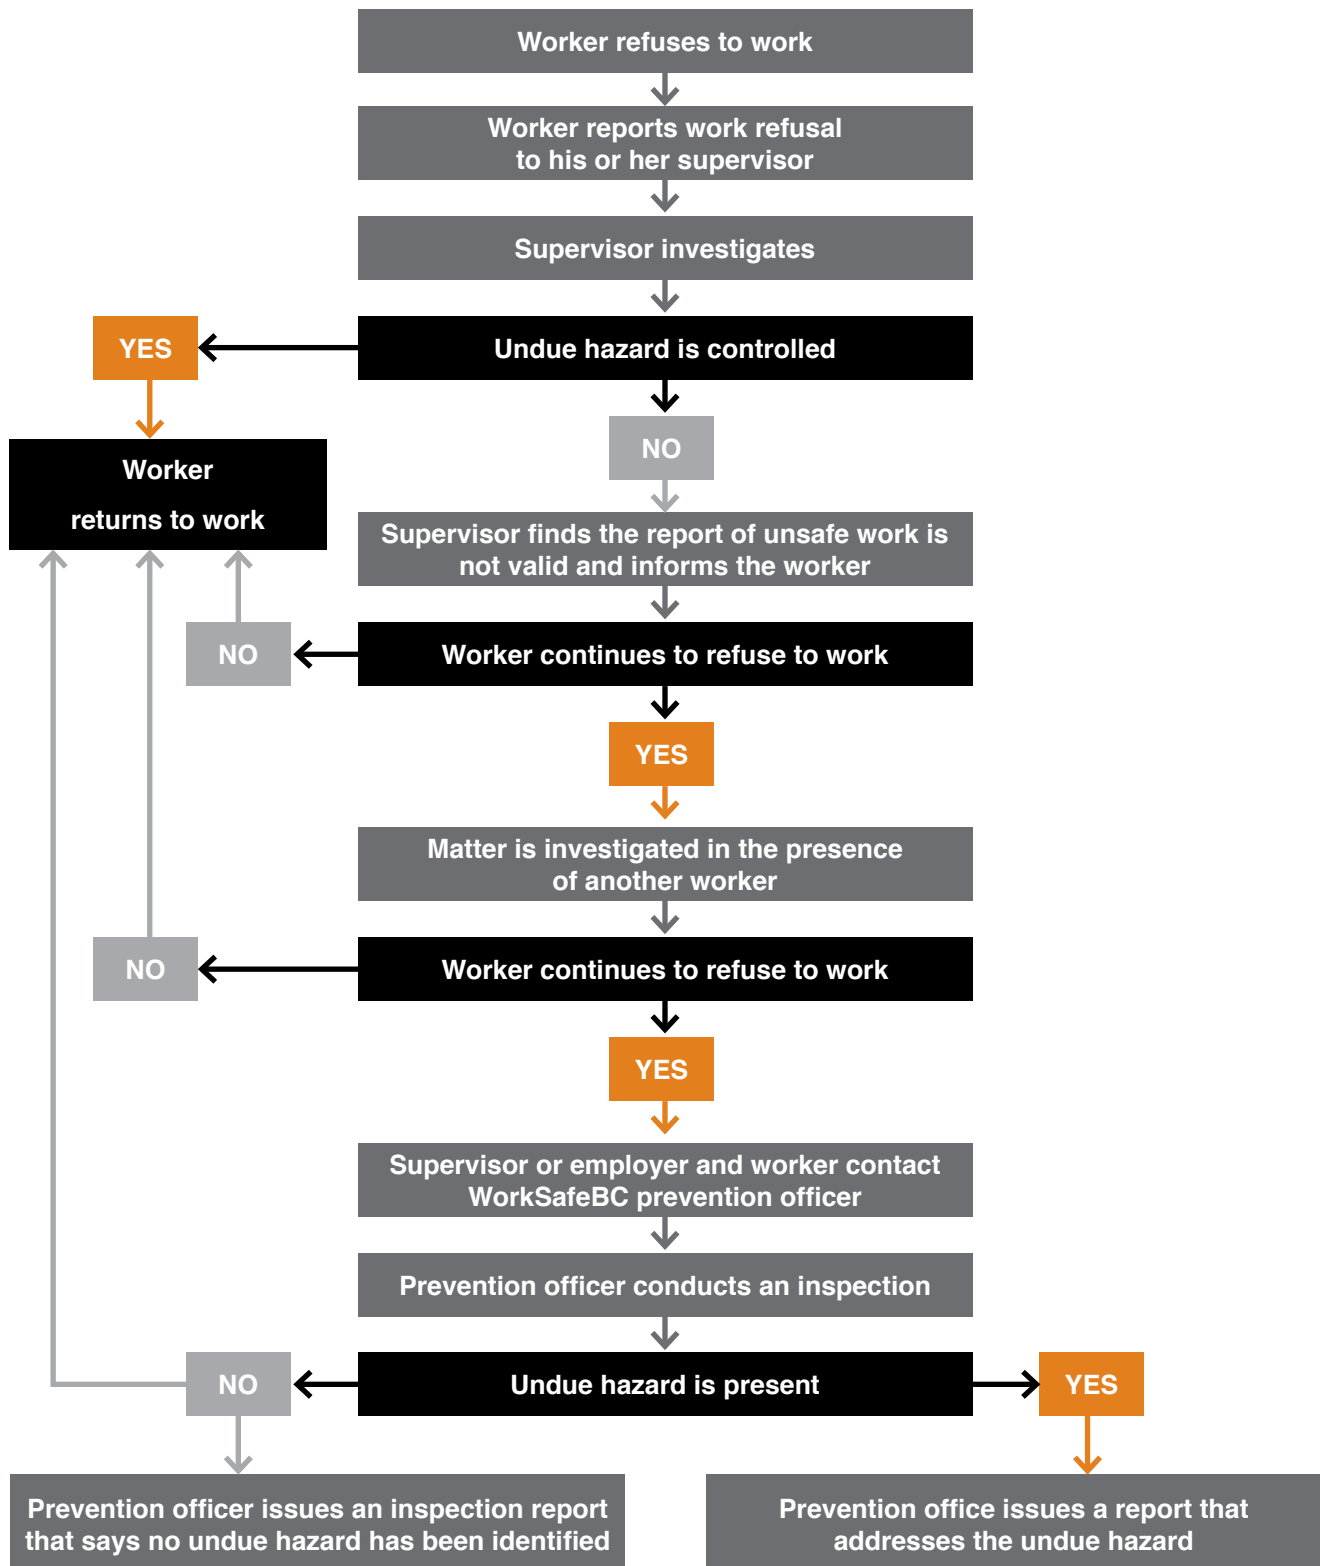 Worker refuses to work
Worker reports work refusal
to his or her supervisor
Supervisor investigates
YES
Undue hazard is controlled
NO
Worker
returns to work
Supervisor finds the report of unsafe work is
not valid and informs the worker
NO
Worker continues to refuse to work
YES
Matter is investigated in the presence
of another worker
NO
Worker continues to refuse to work
YES
Supervisor or employer and worker contact
WorkSafeBC prevention officer
Prevention officer conducts an inspection
NO
Undue hazard is present
YES
Prevention officer issues an inspection report
that says no undue hazard has been identified
Prevention office issues a report that
addresses the undue hazard